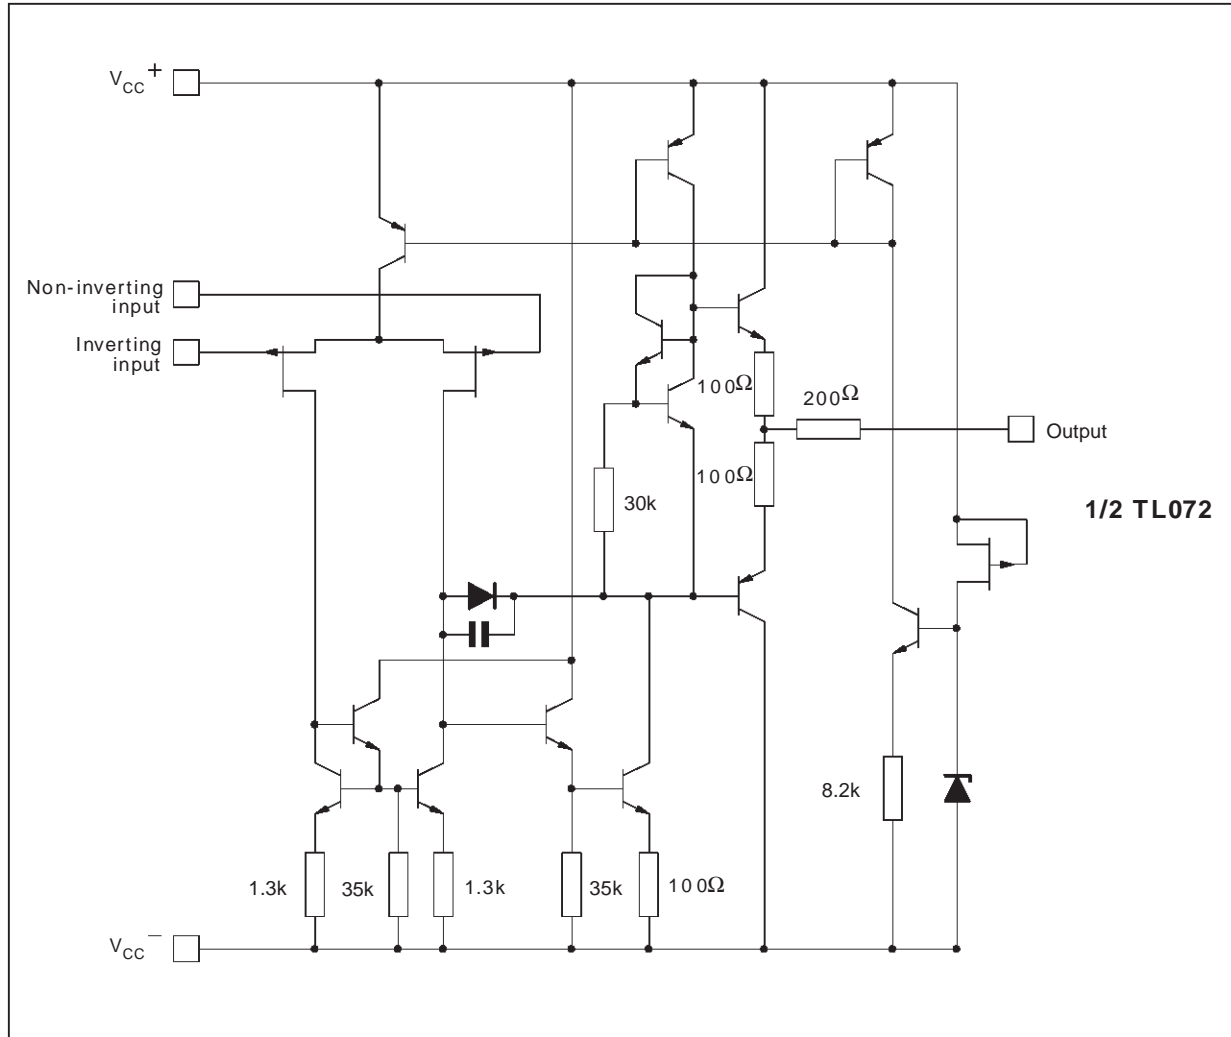 VCC+
Non-inverting
input
Inverting
input
100Ω
200Ω
Output
100Ω
30k
1/2 TL072
8.2k
1.3k
35k
1.3k
35k
100Ω
VCC−